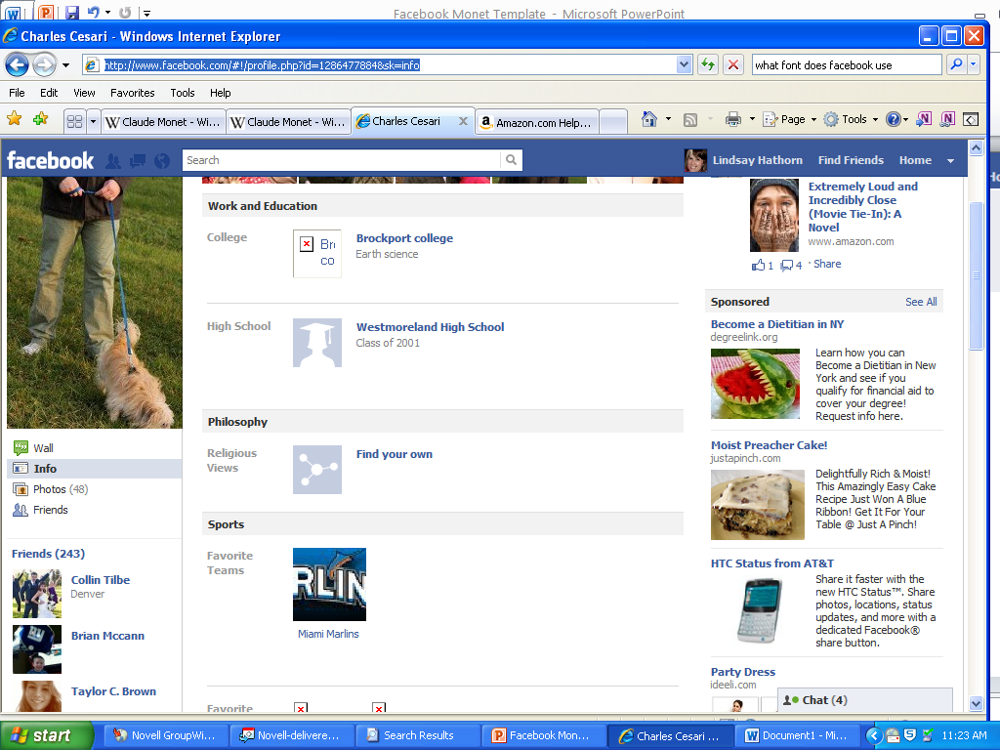 Facebook Monet Template - Microsoft PowerPoint
Charles Cesari - Windows Internet Explorer
http://www.facebook.com/#!/profile.php?id=1286477884&sk=info
what font does facebook use
File Edit View Favorites Tools Help
Claude Monet - Wi...
Claude Monet - Wi...
Charles Cesari
Amazon.com Help...
Page
Tools
facebook
Search
Lindsay Hathorn Find Friends Home
Work and Education
College
Bro
co
Brockport college
Earth science
High School
Westmoreland High School
Class of 2001
Philosophy
Religious
Views
Find your own
Sports
Favorite
Teams
RLIN
Miami Marlins
Favorite
Wall
Info
Photos (48)
Friends
Friends (243)
Collin Tilbe
Denver
Brian Mccann
Taylor C. Brown
Extremely Loud and
Incredibly Close
(Movie Tie-In): A
Novel
www.amazon.com
1 4 · Share
Sponsored See All
Become a Dietitian in NY
degreelink.org
Learn how you can
Become a Dietitian in New
York and see if you
qualify for financial aid to
cover your degree!
Request info here.
Moist Preacher Cake!
justapinch.com
Delightfully Rich & Moist!
This Amazingly Easy Cake
Recipe Just Won A Blue
Ribbon! Get It For Your
Table @ Just A Pinch!
HTC Status from AT&T
Share it faster with the
new HTC Status™. Share
photos, locations, status
updates, and more with a
dedicated Facebook®
share button.
Party Dress
ideeli.com
Chat (4)
start
Novell GroupWi...
Novell-delivere...
Search Results
Facebook Mon...
Charles Cesari ...
Document1 - Mi...
11:23 AM